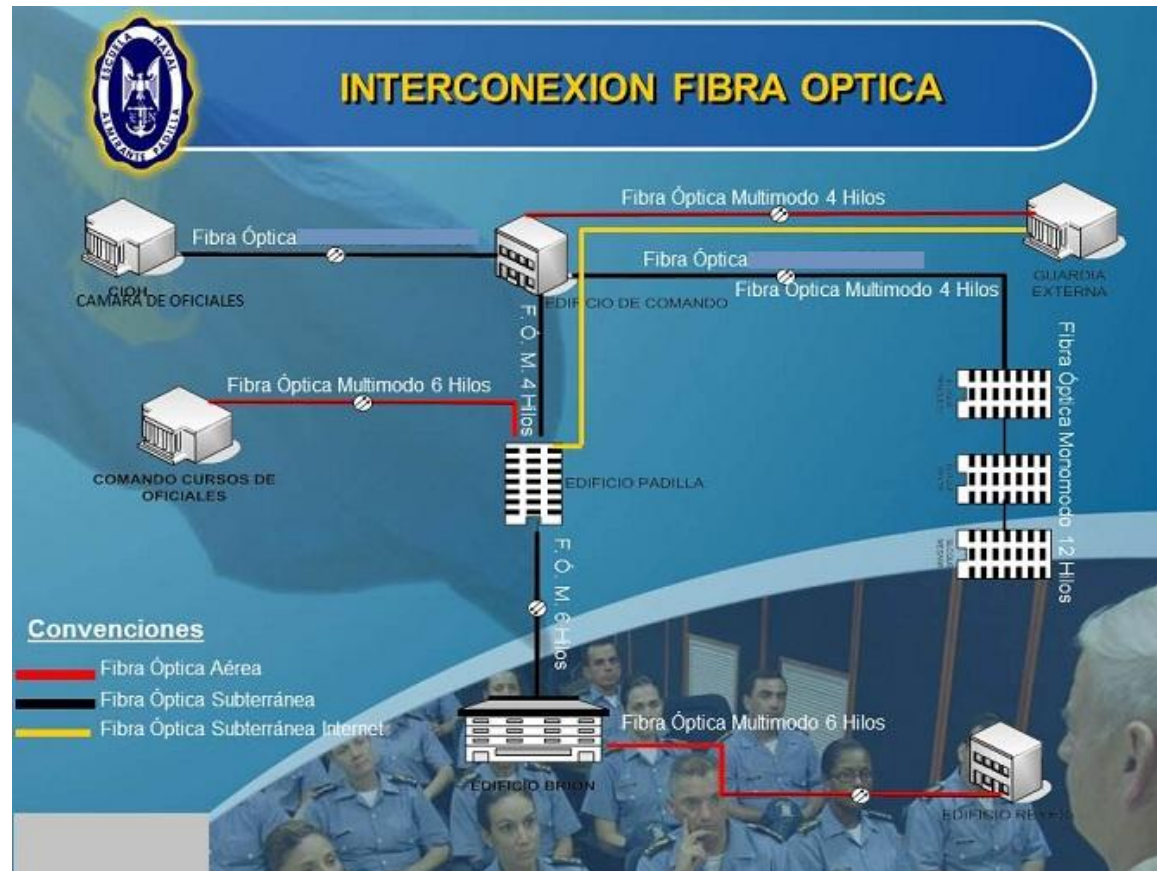 ESCUELA NAVAL
ALMIRANTE PADILLA
INTERCONEXION FIBRA OPTICA
Fibra Óptica Multimodo 4 Hilos
Fibra Óptica
Fibra Óptica
Fibra Óptica Multimodo 4 Hilos
CIOH
CAMARA DE OFICIALES
EDIFICIO DE COMANDO
GUARDIA
EXTERNA
F. Ó. M. 4 Hilos
Fibra Óptica Monomodo 12 Hilos
Fibra Óptica Multimodo 6 Hilos
COMANDO CURSOS DE
OFICIALES
EDIFICIO PADILLA
F. Ó. M. 6 Hilos
Convenciones
Fibra Óptica Aérea
Fibra Óptica Subterránea
Fibra Óptica Subterránea Internet
Fibra Óptica Multimodo 6 Hilos
EDIFICIO BRION
EDIFICIO